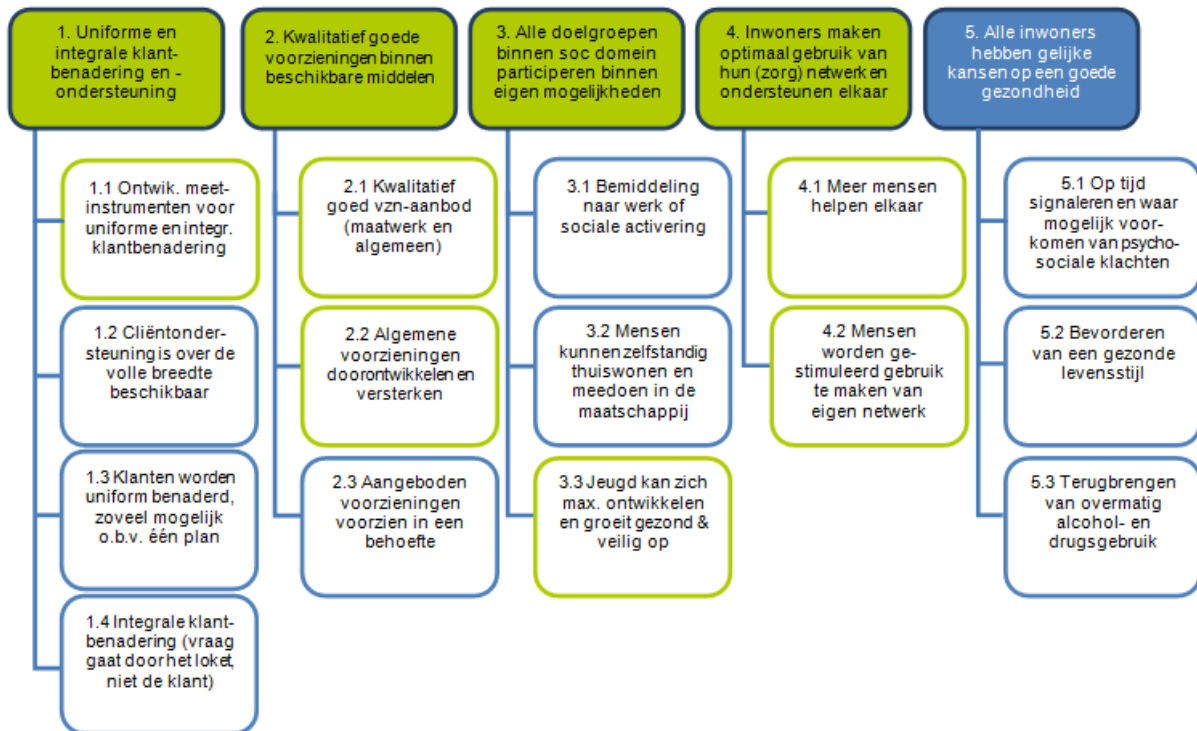 1. Uniforme en
integrale klant-
benadering en -
ondersteuning
2. Kwalitatief goede
voorzieningen binnen
beschikbare middelen
3. Alle doelgroepen
binnen soc domein
participeren binnen
eigen mogelijkheden
4. Inwoners maken
optimaal gebruik van
hun (zorg) netwerk en
ondersteunen elkaar
5. Alle inwoners
hebben gelijke
kansen op een goede
gezondheid
1.1 Ontwik. meet-
instrumenten voor
uniforme en integr.
klantbenadering
1.2 Cliëntonder-
steuning is over de
volle breedte
beschikbaar
1.3 Klanten worden
uniform benaderd,
zoveel mogelijk
o.b.v. één plan
1.4 Integrale klant-
benadering (vraag
gaat door het loket,
niet de klant)
2.1 Kwalitatief
goed vzn-aanbod
(maatwerk en
algemeen)
2.2 Algemene
voorzieningen
doorontwikkelen en
versterken
2.3 Aangeboden
voorzieningen
voorzien in een
behoefte
3.1 Bemiddeling
naar werk of
sociale activering
3.2 Mensen
kunnen zelfstandig
thuiswonen en
meedoen in de
maatschappij
3.3 Jeugd kan zich
max. ontwikkelen
en groeit gezond &
veilig op
4.1 Meer mensen
helpen elkaar
4.2 Mensen
worden ge-
stimuleerd gebruik
te maken van
eigen netwerk
5.1 Op tijd
signaleren en waar
mogelijk voor-
komen van psycho-
sociale klachten
5.2 Bevorderen
van een gezonde
levensstijl
5.3 Terugbrengen
van overmatig
alcohol- en
drugsgebruik